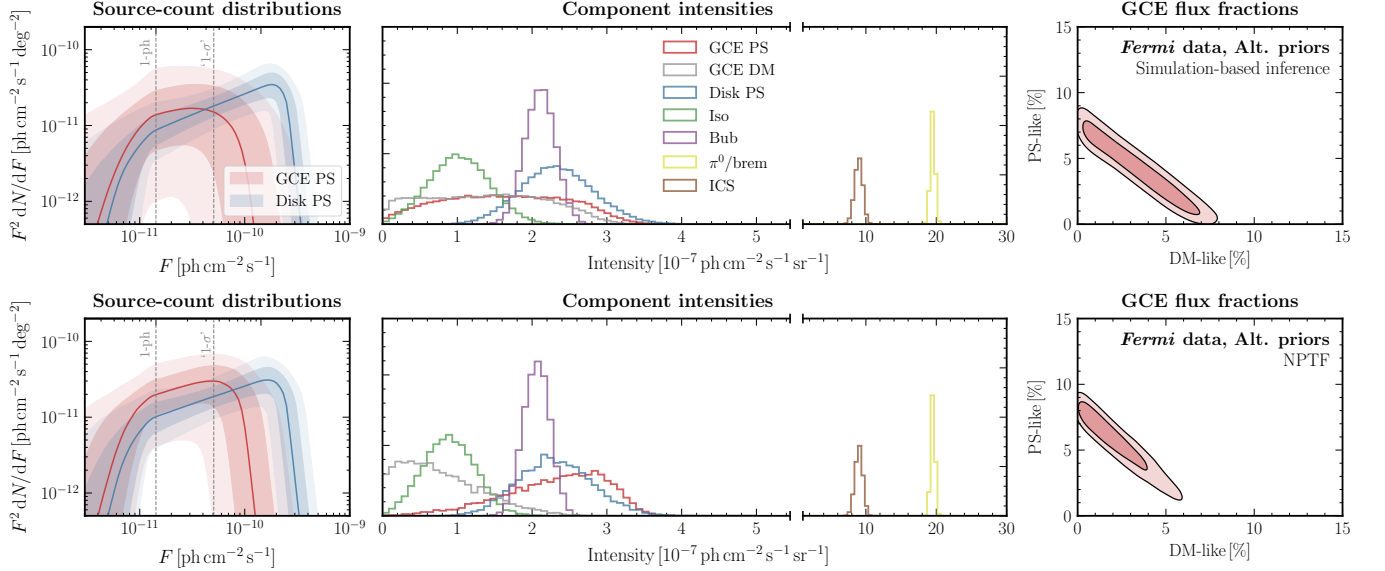 Source-count distributions
F² dN/dF [ph cm⁻² s⁻¹ deg⁻²]
10⁻¹⁰
10⁻¹¹
10⁻¹²
1-ph
‘1-σ’
GCE PS
Disk PS
10⁻¹¹ 10⁻¹⁰ 10⁻⁹
F [ph cm⁻² s⁻¹]
Component intensities
GCE PS
GCE DM
Disk PS
Iso
Bub
π⁰/brem
ICS
0 1 2 3 4 5 10 20 30
Intensity [10⁻⁷ ph cm⁻² s⁻¹ sr⁻¹]
GCE flux fractions
Fermi data, Alt. priors
Simulation-based inference
PS-like [%]
15
10
5
0
0 5 10 15
DM-like [%]
Source-count distributions
F² dN/dF [ph cm⁻² s⁻¹ deg⁻²]
10⁻¹⁰
10⁻¹¹
10⁻¹²
1-ph
‘1-σ’
10⁻¹¹ 10⁻¹⁰ 10⁻⁹
F [ph cm⁻² s⁻¹]
Component intensities
0 1 2 3 4 5 10 20 30
Intensity [10⁻⁷ ph cm⁻² s⁻¹ sr⁻¹]
GCE flux fractions
Fermi data, Alt. priors
NPTF
PS-like [%]
15
10
5
0
0 5 10 15
DM-like [%]